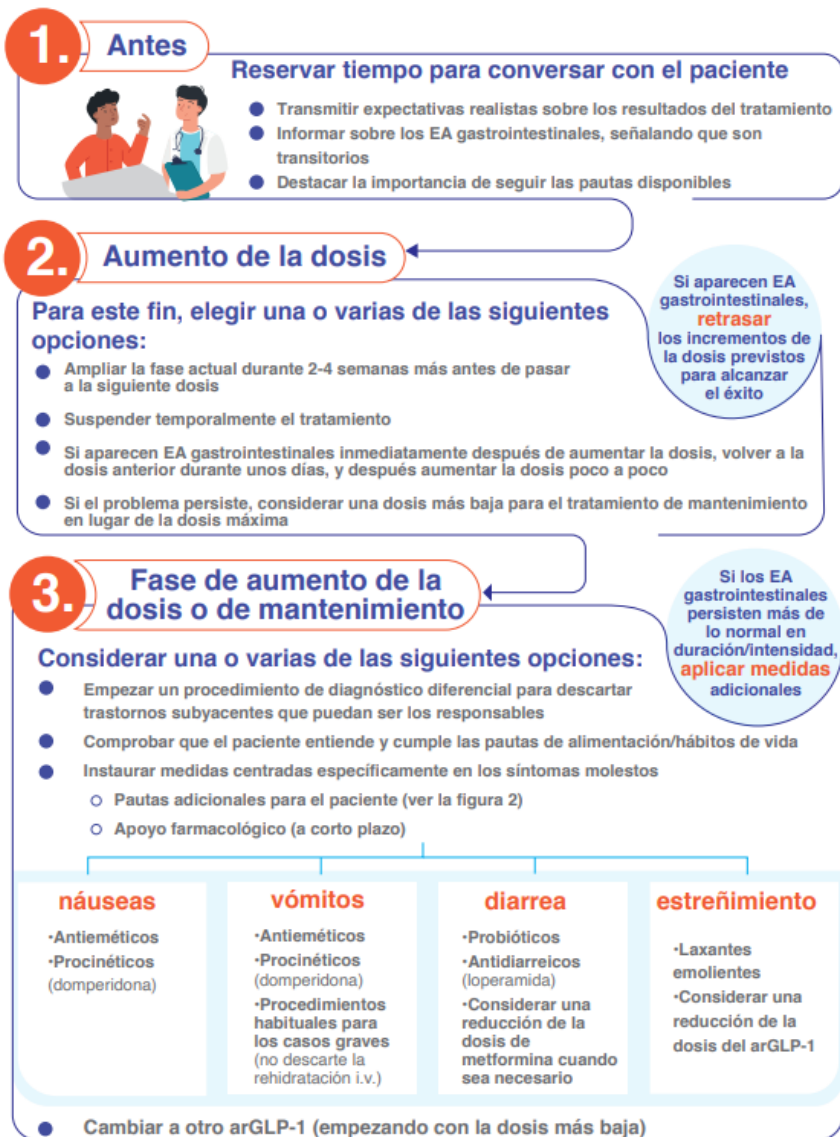 1. Antes
Reservar tiempo para conversar con el paciente
● Transmitir expectativas realistas sobre los resultados del tratamiento
● Informar sobre los EA gastrointestinales, señalando que son
transitorios
● Destacar la importancia de seguir las pautas disponibles
2. Aumento de la dosis
Si aparecen EA
gastrointestinales,
retrasar
los incrementos de
la dosis previstos
para alcanzar
el éxito
Para este fin, elegir una o varias de las siguientes
opciones:
● Ampliar la fase actual durante 2-4 semanas más antes de pasar
a la siguiente dosis
● Suspender temporalmente el tratamiento
● Si aparecen EA gastrointestinales inmediatamente después de aumentar la dosis, volver a la
dosis anterior durante unos días, y después aumentar la dosis poco a poco
● Si el problema persiste, considerar una dosis más baja para el tratamiento de mantenimiento
en lugar de la dosis máxima
3. Fase de aumento de la
dosis o de mantenimiento
Si los EA
gastrointestinales
persisten más de
lo normal en
duración/intensidad,
aplicar medidas
adicionales
Considerar una o varias de las siguientes opciones:
● Empezar un procedimiento de diagnóstico diferencial para descartar
trastornos subyacentes que puedan ser los responsables
● Comprobar que el paciente entiende y cumple las pautas de alimentación/hábitos de vida
● Instaurar medidas centradas específicamente en los síntomas molestos
○ Pautas adicionales para el paciente (ver la figura 2)
○ Apoyo farmacológico (a corto plazo)
náuseas
•Antieméticos
•Procinéticos
(domperidona)
vómitos
•Antieméticos
•Procinéticos
(domperidona)
•Procedimientos
habituales para
los casos graves
(no descarte la
rehidratación i.v.)
diarrea
•Probióticos
•Antidiarreicos
(loperamida)
•Considerar una
reducción de la
dosis de
metformina cuando
sea necesario
estreñimiento
•Laxantes
emolientes
•Considerar una
reducción de la
dosis del arGLP-1
● Cambiar a otro arGLP-1 (empezando con la dosis más baja)